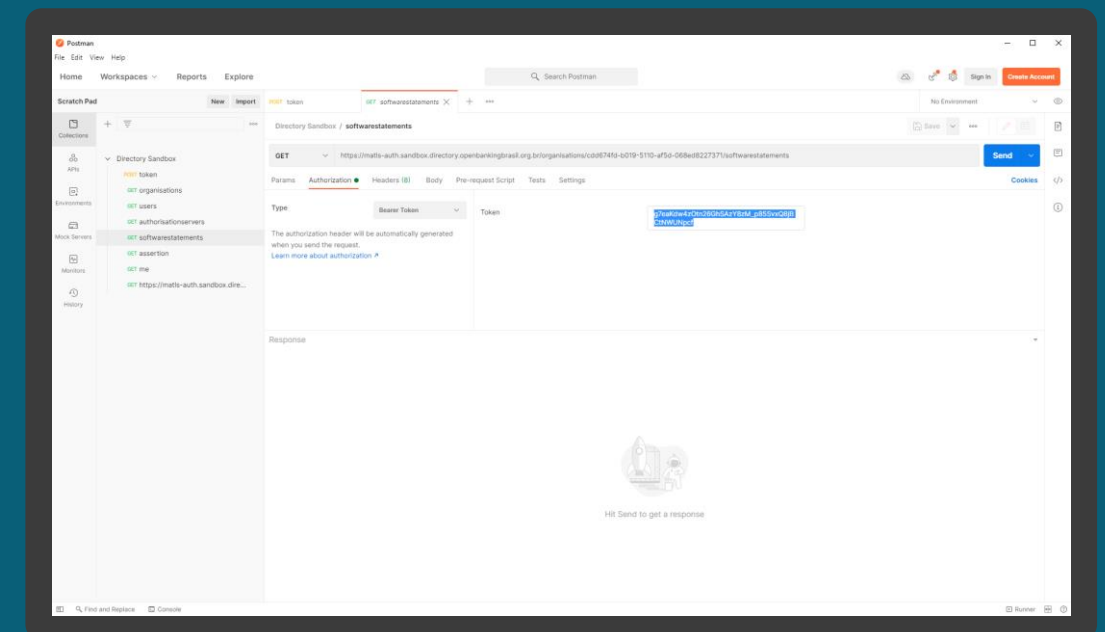 Postman
File Edit View Help
Home Workspaces Reports Explore Search Postman Sign In Create Account
Scratch Pad New Import POST token GET softwarestatements No Environment
Collections
APIs
Environments
Mock Servers
Monitors
History
Directory Sandbox
POST token
GET organisations
GET users
GET authorisationservers
GET softwarestatements
GET assertion
GET me
GET https://matls-auth.sandbox.dire...
Directory Sandbox / softwarestatements Save
GET https://matls-auth.sandbox.directory.openbankingbrasil.org.br/organisations/cdd674fd-b019-5110-af5d-068ed8227371/softwarestatements Send
Params Authorization Headers (8) Body Pre-request Script Tests Settings Cookies
Type Bearer Token
The authorization header will be automatically generated
when you send the request.
Learn more about authorization
Token
Response
Hit Send to get a response
Find and Replace Console Runner